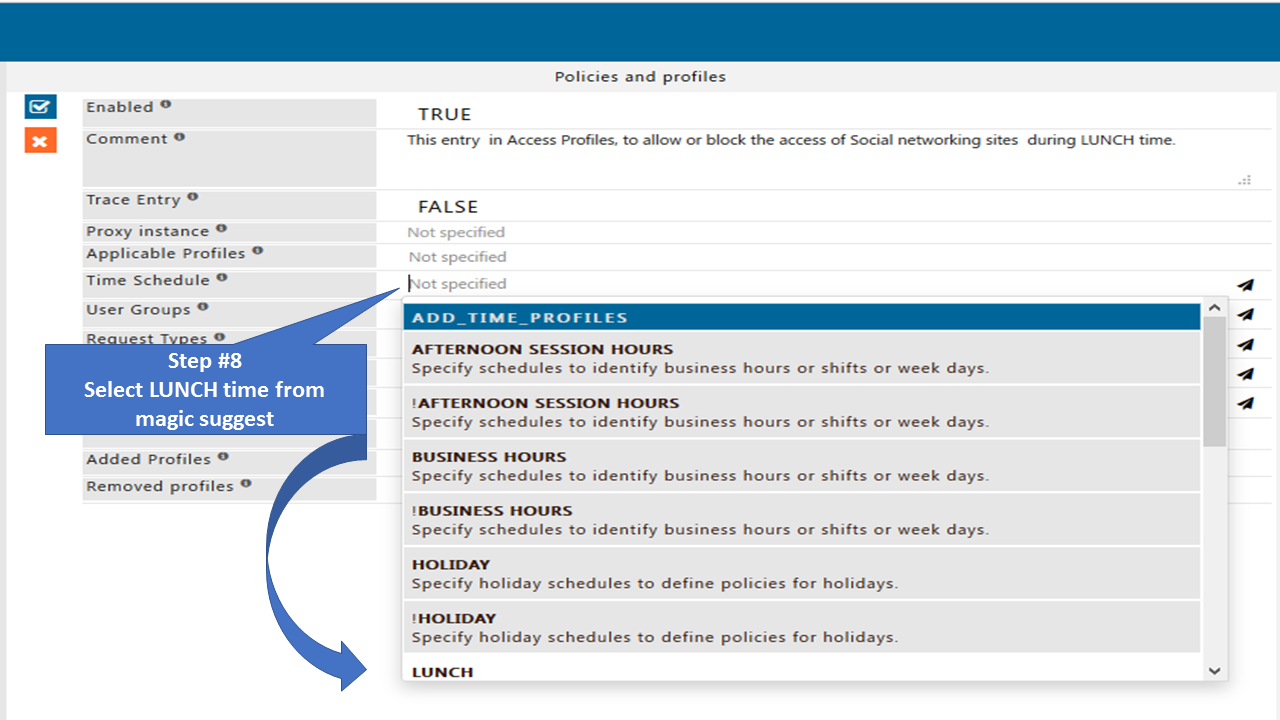 Policies and profiles
Enabled
TRUE
Comment
This entry in Access Profiles, to allow or block the access of Social networking sites during LUNCH time.
Trace Entry
FALSE
Proxy instance
Not specified
Applicable Profiles
Not specified
Time Schedule
Not specified
User Groups
Request Types
Step #8
Select LUNCH time from
magic suggest
Added Profiles
Removed profiles
ADD_TIME_PROFILES
AFTERNOON SESSION HOURS
Specify schedules to identify business hours or shifts or week days.
!AFTERNOON SESSION HOURS
Specify schedules to identify business hours or shifts or week days.
BUSINESS HOURS
Specify schedules to identify business hours or shifts or week days.
!BUSINESS HOURS
Specify schedules to identify business hours or shifts or week days.
HOLIDAY
Specify holiday schedules to define policies for holidays.
!HOLIDAY
Specify holiday schedules to define policies for holidays.
LUNCH